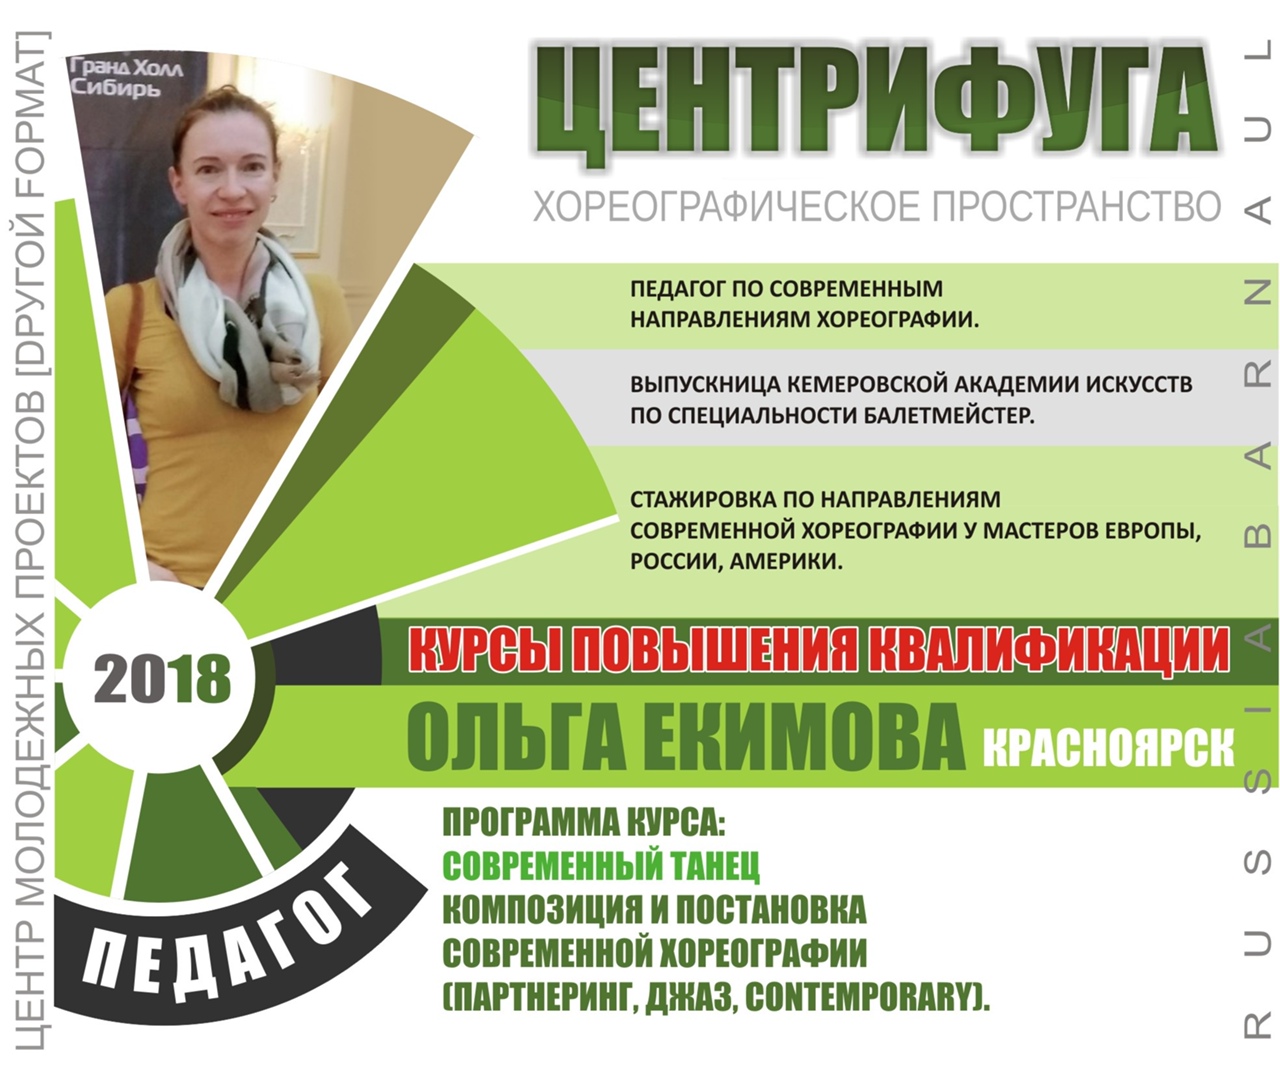 ЦЕНТР МОЛОДЕЖНЫХ ПРОЕКТОВ [DРУГОЙ FОРМАТ]
Гранд Холл
Сибирь
ЦЕНТРИФУГА
ХОРЕОГРАФИЧЕСКОЕ ПРОСТРАНСТВО
ПЕДАГОГ ПО СОВРЕМЕННЫМ
НАПРАВЛЕНИЯМ ХОРЕОГРАФИИ.
ВЫПУСКНИЦА КЕМЕРОВСКОЙ АКАДЕМИИ ИСКУССТВ
ПО СПЕЦИАЛЬНОСТИ БАЛЕТМЕЙСТЕР.
СТАЖИРОВКА ПО НАПРАВЛЕНИЯМ
СОВРЕМЕННОЙ ХОРЕОГРАФИИ У МАСТЕРОВ ЕВРОПЫ,
РОССИИ, АМЕРИКИ.
КУРСЫ ПОВЫШЕНИЯ КВАЛИФИКАЦИИ
2018
ОЛЬГА ЕКИМОВА КРАСНОЯРСК
ПРОГРАММА КУРСА:
СОВРЕМЕННЫЙ ТАНЕЦ
КОМПОЗИЦИЯ И ПОСТАНОВКА
СОВРЕМЕННОЙ ХОРЕОГРАФИИ
(ПАРТНЕРИНГ, ДЖАЗ, CONTEMPORARY).
ПЕДАГОГ
RUSSIA BARNAUL